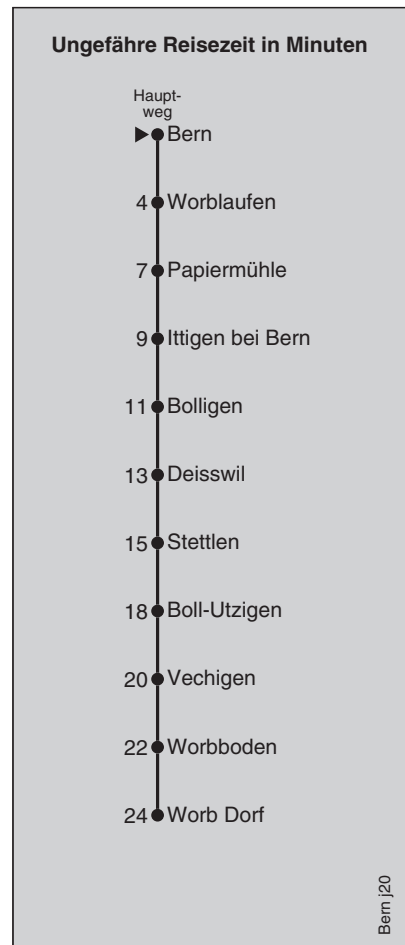 Ungefähre Reisezeit in Minuten
Haupt-
weg
Bern
4 Worblaufen
7 Papiermühle
9 Ittigen bei Bern
11 Bolligen
13 Deisswil
15 Stettlen
18 Boll-Utzigen
20 Vechigen
22 Worbboden
24 Worb Dorf
Bern j20